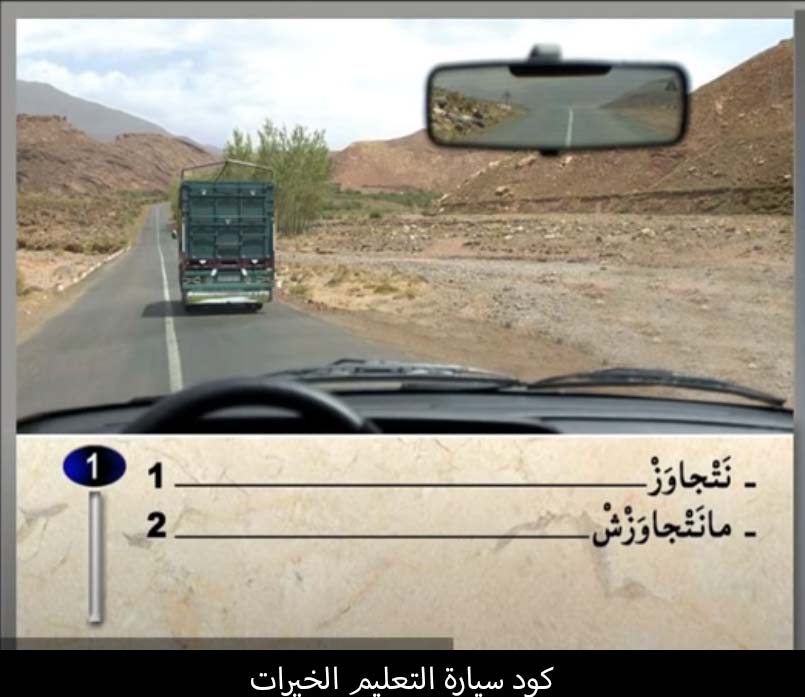 1
- نَتْجاوَزْ 1
- مانَتْجاوَزْشْ 2
كود سيارة التعليم الخيرات